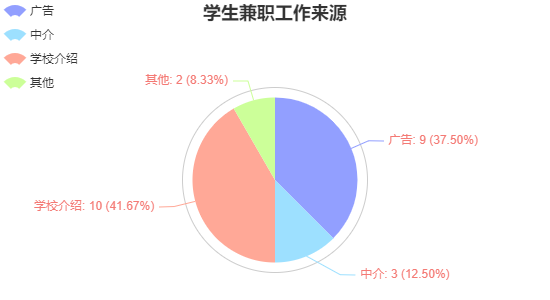 学生兼职工作来源
广告
中介
学校介绍
其他
其他: 2 (8.33%)
广告: 9 (37.50%)
学校介绍: 10 (41.67%)
中介: 3 (12.50%)